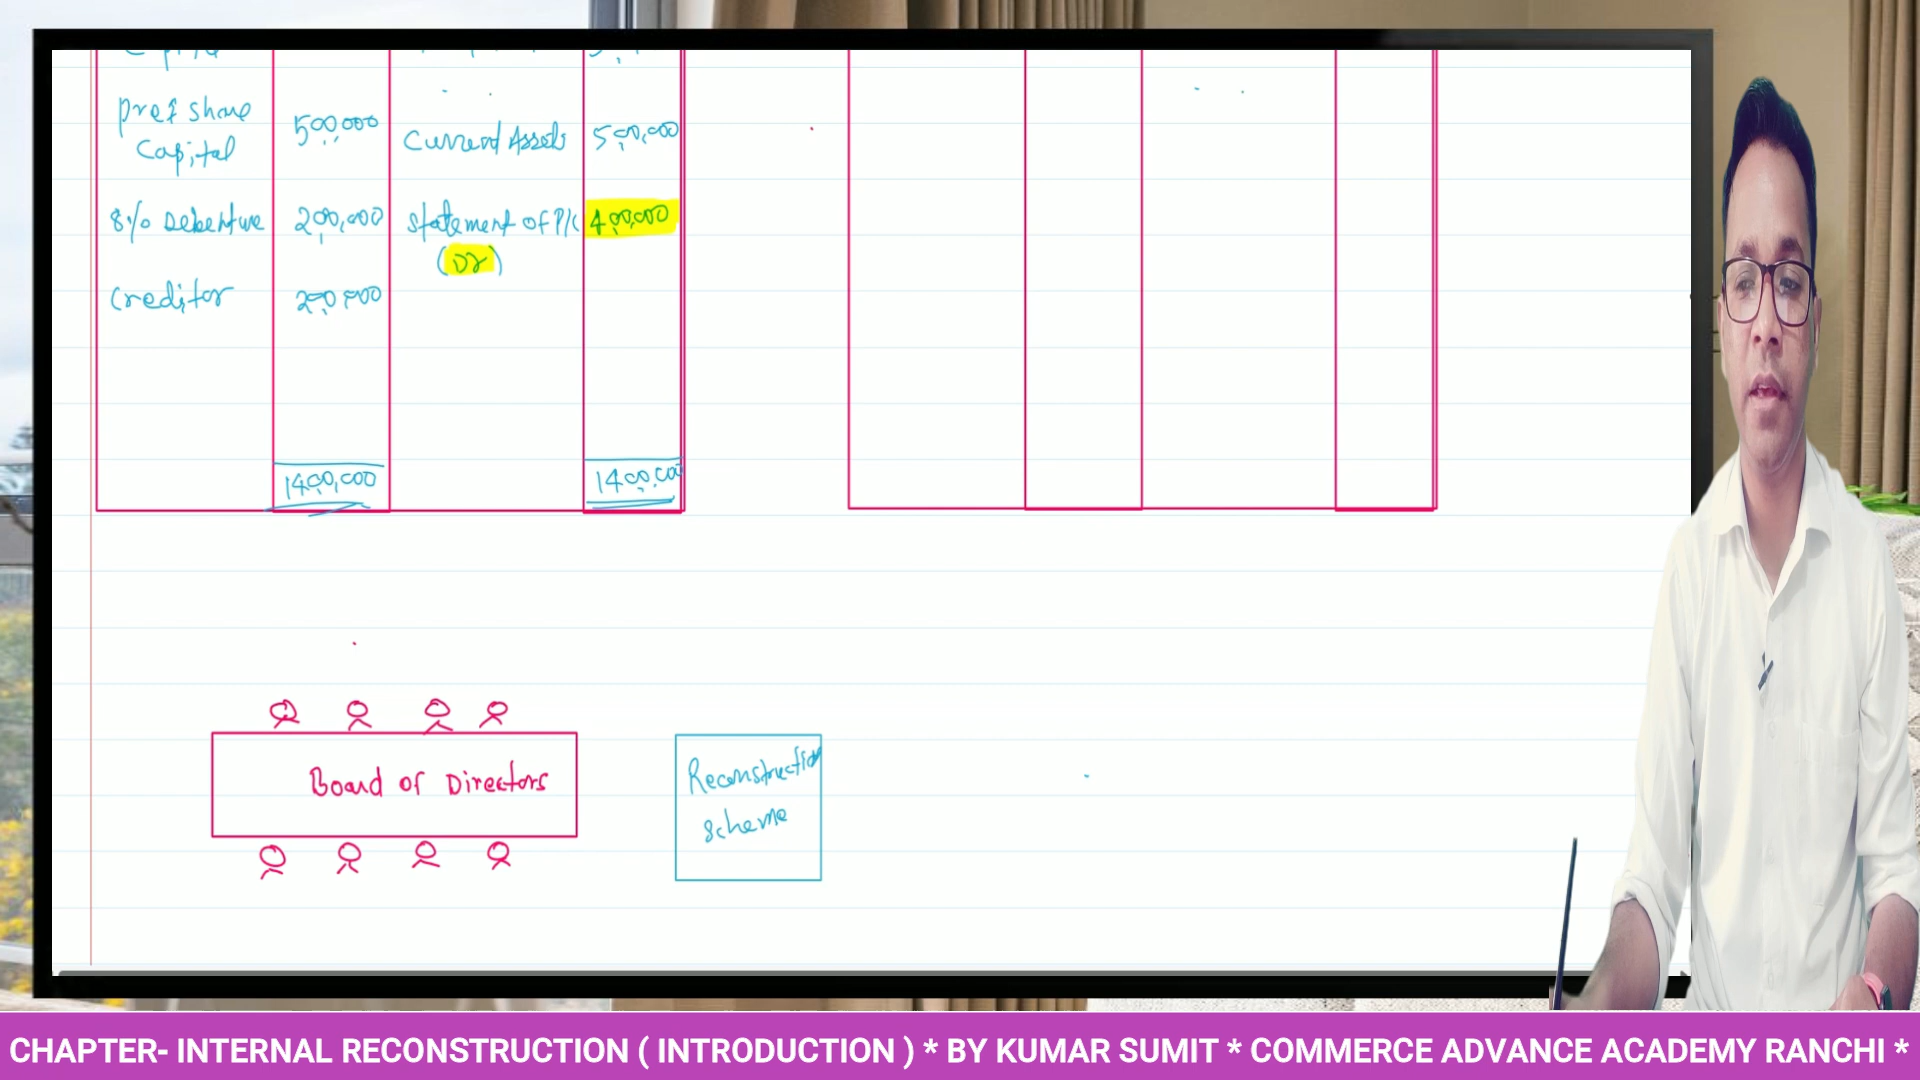 Pref share
Capital
500,000
Current Assets
500,000
8% Debenture
200,000
Statement of P/L
400,000
(Dr)
Creditor
200,000
1400,000
1400,000
Board of Directors
Reconstruction
Scheme
CHAPTER- INTERNAL RECONSTRUCTION ( INTRODUCTION ) * BY KUMAR SUMIT * COMMERCE ADVANCE ACADEMY RANCHI *